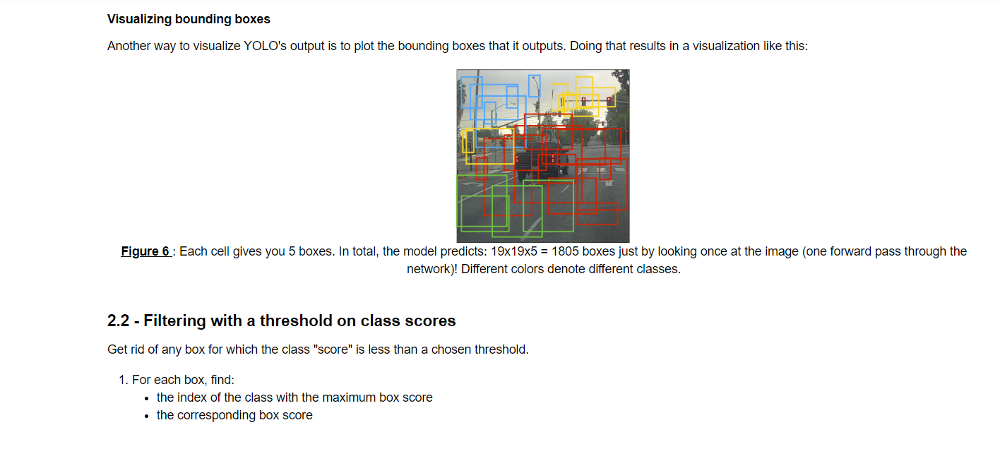 Visualizing bounding boxes
Another way to visualize YOLO's output is to plot the bounding boxes that it outputs. Doing that results in a visualization like this:
Figure 6 : Each cell gives you 5 boxes. In total, the model predicts: 19x19x5 = 1805 boxes just by looking once at the image (one forward pass through the
network)! Different colors denote different classes.
2.2 - Filtering with a threshold on class scores
Get rid of any box for which the class "score" is less than a chosen threshold.
1. For each box, find:
• the index of the class with the maximum box score
• the corresponding box score